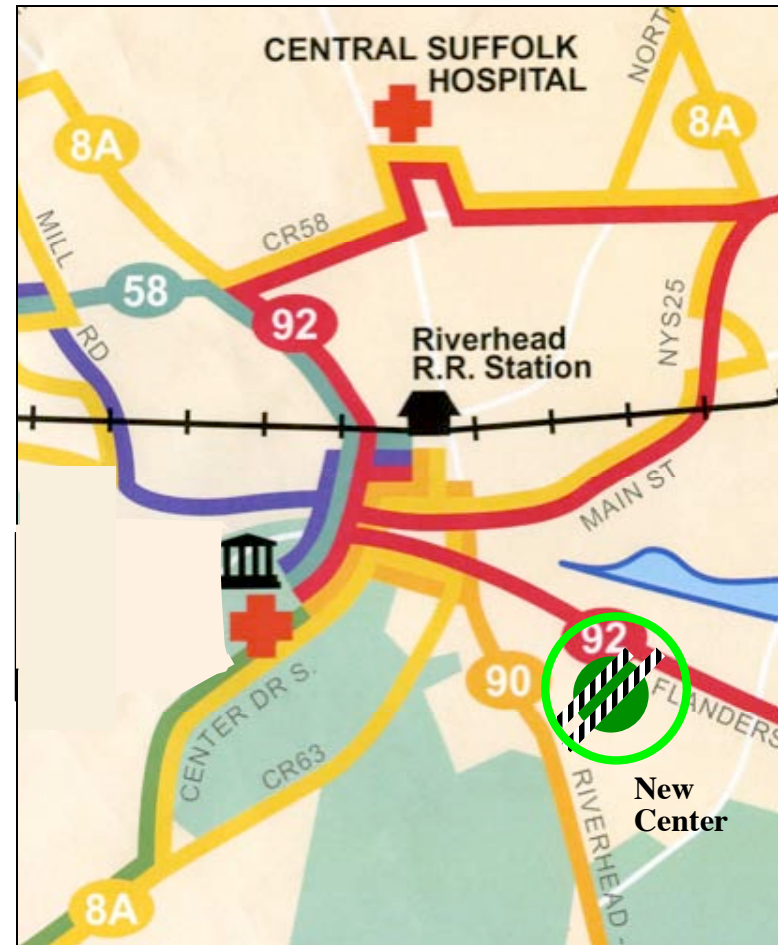 CENTRAL SUFFOLK
HOSPITAL
NORTH
8A
8A
MILL
RD
CR58
58
92
NYS25
Riverhead
R.R. Station
MAIN ST
92
90
FLANDERS
CENTER DR S.
CR63
New
Center
RIVERHEAD -
8A